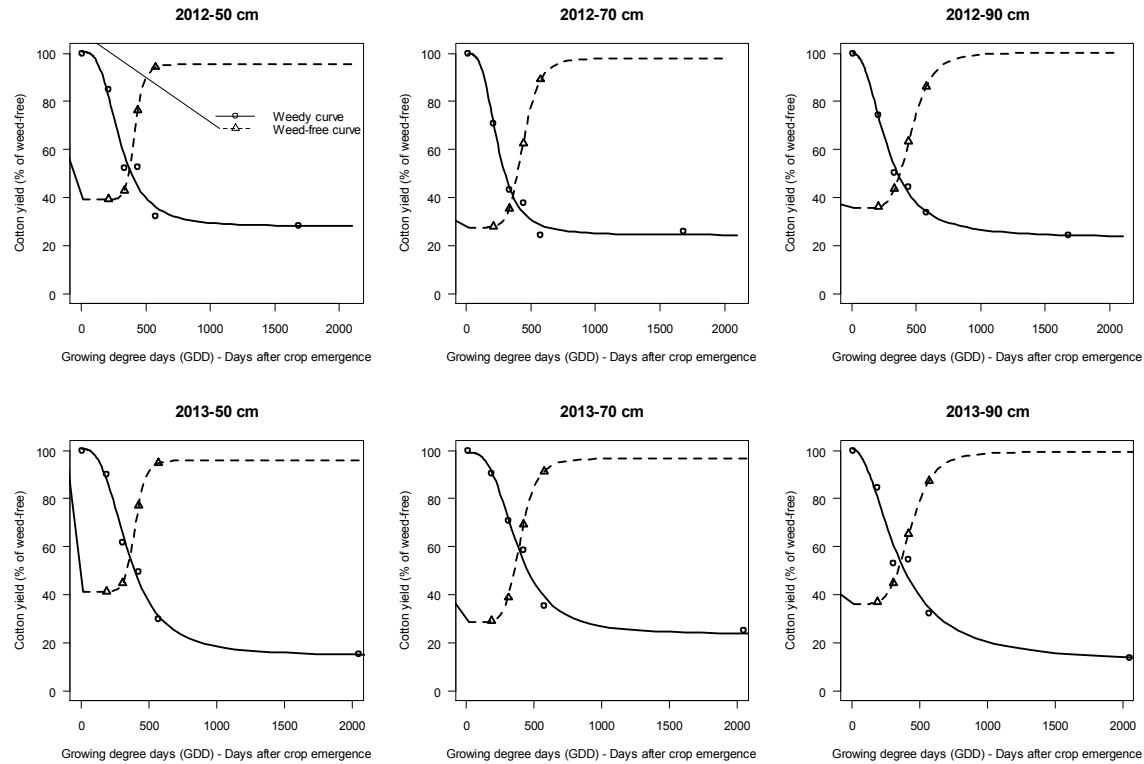 2012-50 cm
Cotton yield (% of weed-free)
100
80
60
40
20
0
Weedy curve
Weed-free curve
0 500 1000 1500 2000
Growing degree days (GDD) - Days after crop emergence
2012-70 cm
Cotton yield (% of weed-free)
100
80
60
40
20
0
0 500 1000 1500 2000
Growing degree days (GDD) - Days after crop emergence
2012-90 cm
Cotton yield (% of weed-free)
100
80
60
40
20
0
0 500 1000 1500 2000
Growing degree days (GDD) - Days after crop emergence
2013-50 cm
Cotton yield (% of weed-free)
100
80
60
40
20
0
0 500 1000 1500 2000
Growing degree days (GDD) - Days after crop emergence
2013-70 cm
Cotton yield (% of weed-free)
100
80
60
40
20
0
0 500 1000 1500 2000
Growing degree days (GDD) - Days after crop emergence
2013-90 cm
Cotton yield (% of weed-free)
100
80
60
40
20
0
0 500 1000 1500 2000
Growing degree days (GDD) - Days after crop emergence